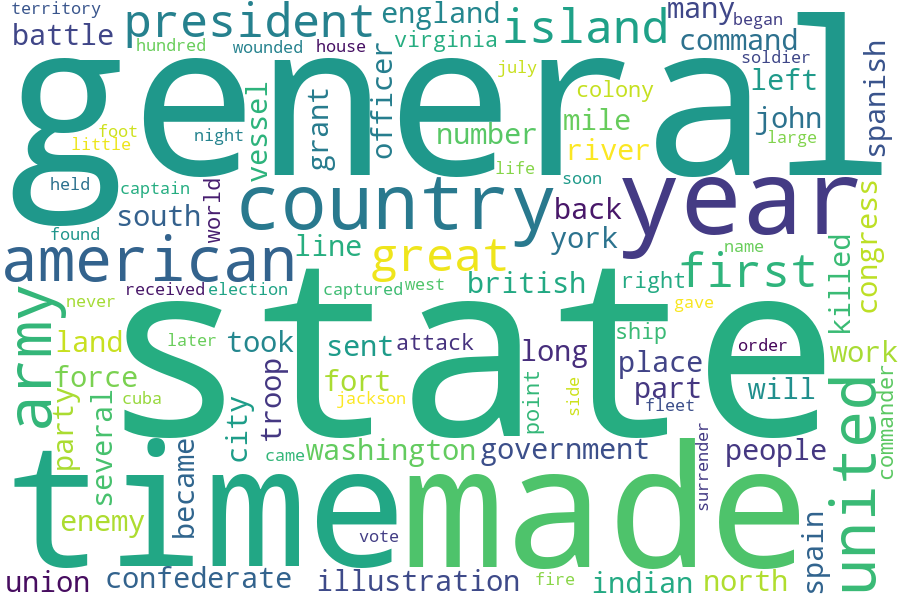 territory
president
england
island
many
began
battle
hundred
wounded
house
virginia
command
soldier
general
july
left
spanish
vessel
grant
officer
colony
foot
little
night
number
mile
john
large
river
life
held
captain
world
country
soon
year
south
back
found
york
american
line
great
name
congress
first
received
election
captured
west
british
right
killed
never
gave
army
state
land
later
took
sent
attack
long
ship
order
work
force
troop
fort
place
part
will
party
several
cuba
city
jackson
point
side
fleet
united
commander
became
came
washington
government
surrender
people
enemy
time
made
vote
spain
union
confederate
illustration
fire
indian
north